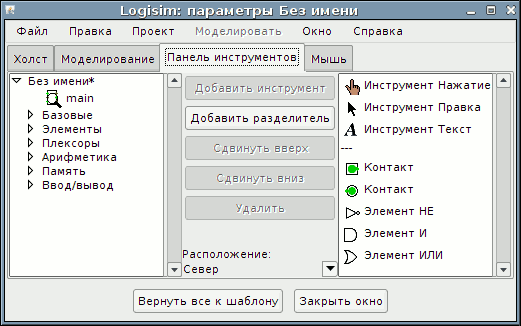 Logisim: параметры Без имени
Файл Правка Проект Моделировать Окно Справка
Холст Моделирование Панель инструментов Мышь
Без имени*
main
Базовые
Элементы
Плексоры
Арифметика
Память
Ввод/вывод
Добавить инструмент
Добавить разделитель
Сдвинуть вверх
Сдвинуть вниз
Удалить
Расположение:
Север
Инструмент Нажатие
Инструмент Правка
A Инструмент Текст
---
Контакт
Контакт
Элемент НЕ
Элемент И
Элемент ИЛИ
Вернуть все к шаблону Закрыть окно